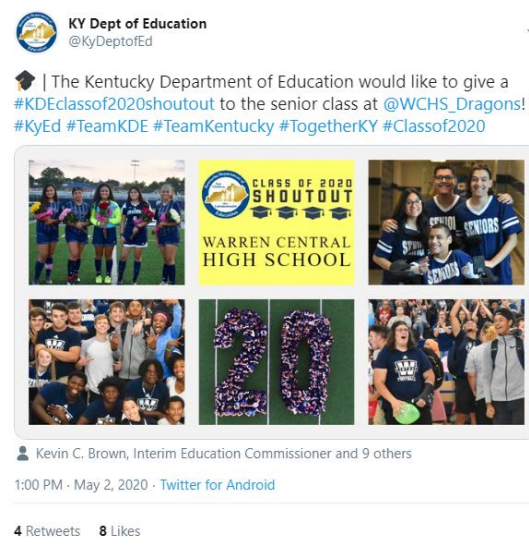 KY Dept of Education
@KyDeptofEd
| The Kentucky Department of Education would like to give a
#KDEclassof2020shoutout to the senior class at @WCHS_Dragons!
#KyEd #TeamKDE #TeamKentucky #TogetherKY #Classof2020
CLASS OF 2020
SHOUTOUT
WARREN CENTRAL
HIGH SCHOOL
SENIORS
SENIORS
W
W
FOOTBALL
20
Kevin C. Brown, Interim Education Commissioner and 9 others
1:00 PM · May 2, 2020 · Twitter for Android
4 Retweets 8 Likes